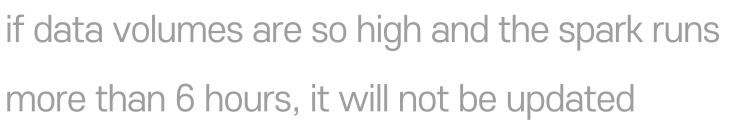 if data volumes are so high and the spark runs
more than 6 hours, it will not be updated